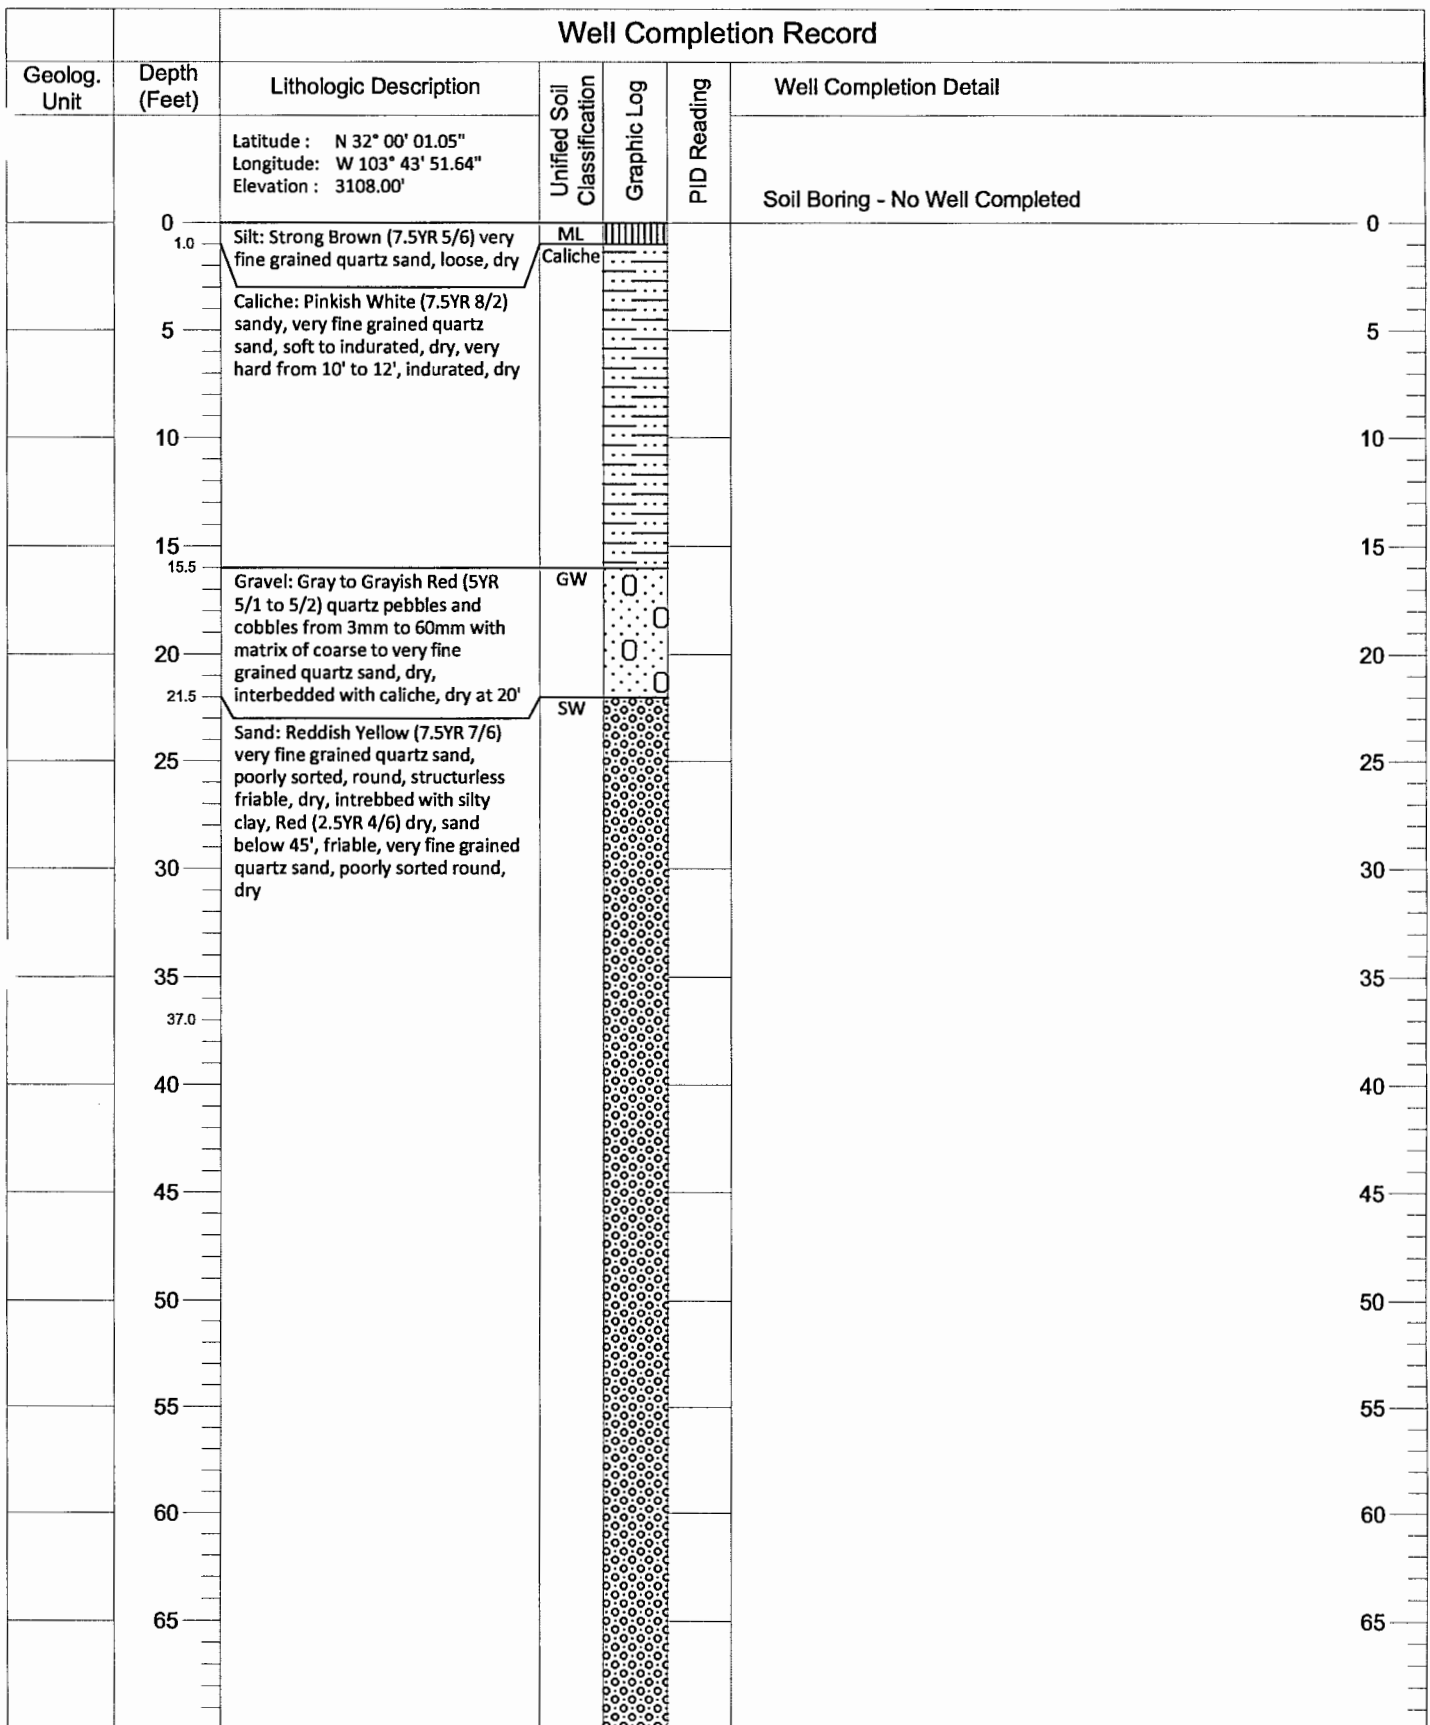 Well Completion Record
Geolog.
Unit
Depth
(Feet)
Lithologic Description
Unified Soil
Classification
Graphic Log
PID Reading
Well Completion Detail
Latitude : N 32° 00' 01.05"
Longitude: W 103° 43' 51.64"
Elevation : 3108.00'
Soil Boring - No Well Completed
0
0
1.0
Silt: Strong Brown (7.5YR 5/6) very
fine grained quartz sand, loose, dry
ML
Caliche
Caliche: Pinkish White (7.5YR 8/2)
sandy, very fine grained quartz
sand, soft to indurated, dry, very
hard from 10' to 12', indurated, dry
5
5
10
10
15
15
15.5
Gravel: Gray to Grayish Red (5YR
5/1 to 5/2) quartz pebbles and
cobbles from 3mm to 60mm with
matrix of coarse to very fine
grained quartz sand, dry,
interbedded with caliche, dry at 20'
GW
20
20
21.5
SW
Sand: Reddish Yellow (7.5YR 7/6)
very fine grained quartz sand,
poorly sorted, round, structurless
friable, dry, intrebbed with silty
clay, Red (2.5YR 4/6) dry, sand
below 45', friable, very fine grained
quartz sand, poorly sorted round,
dry
25
25
30
30
35
35
37.0
40
40
45
45
50
50
55
55
60
60
65
65